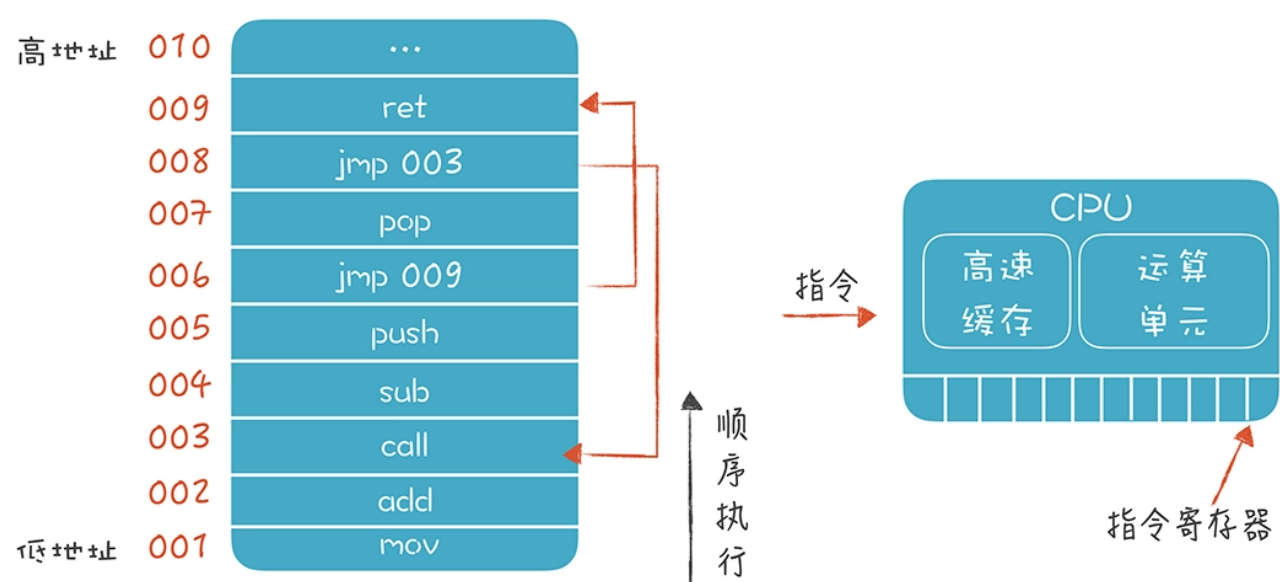 高地址 010 ...
009 ret
008 jmp 003
007 pop
006 jmp 009
005 push
004 sub
003 call
002 add
低地址 001 mov
顺序执行
指令
CPU
高速
缓存
运算
单元
指令寄存器